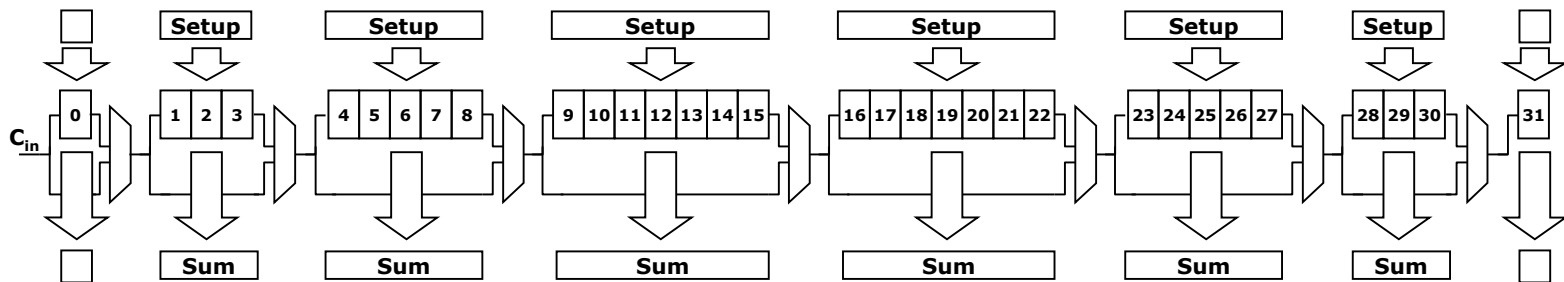 Setup Setup Setup Setup Setup Setup
0 1 2 3 4 5 6 7 8 9 10 11 12 13 14 15 16 17 18 19 20 21 22 23 24 25 26 27 28 29 30 31
Cin
Sum Sum Sum Sum Sum Sum